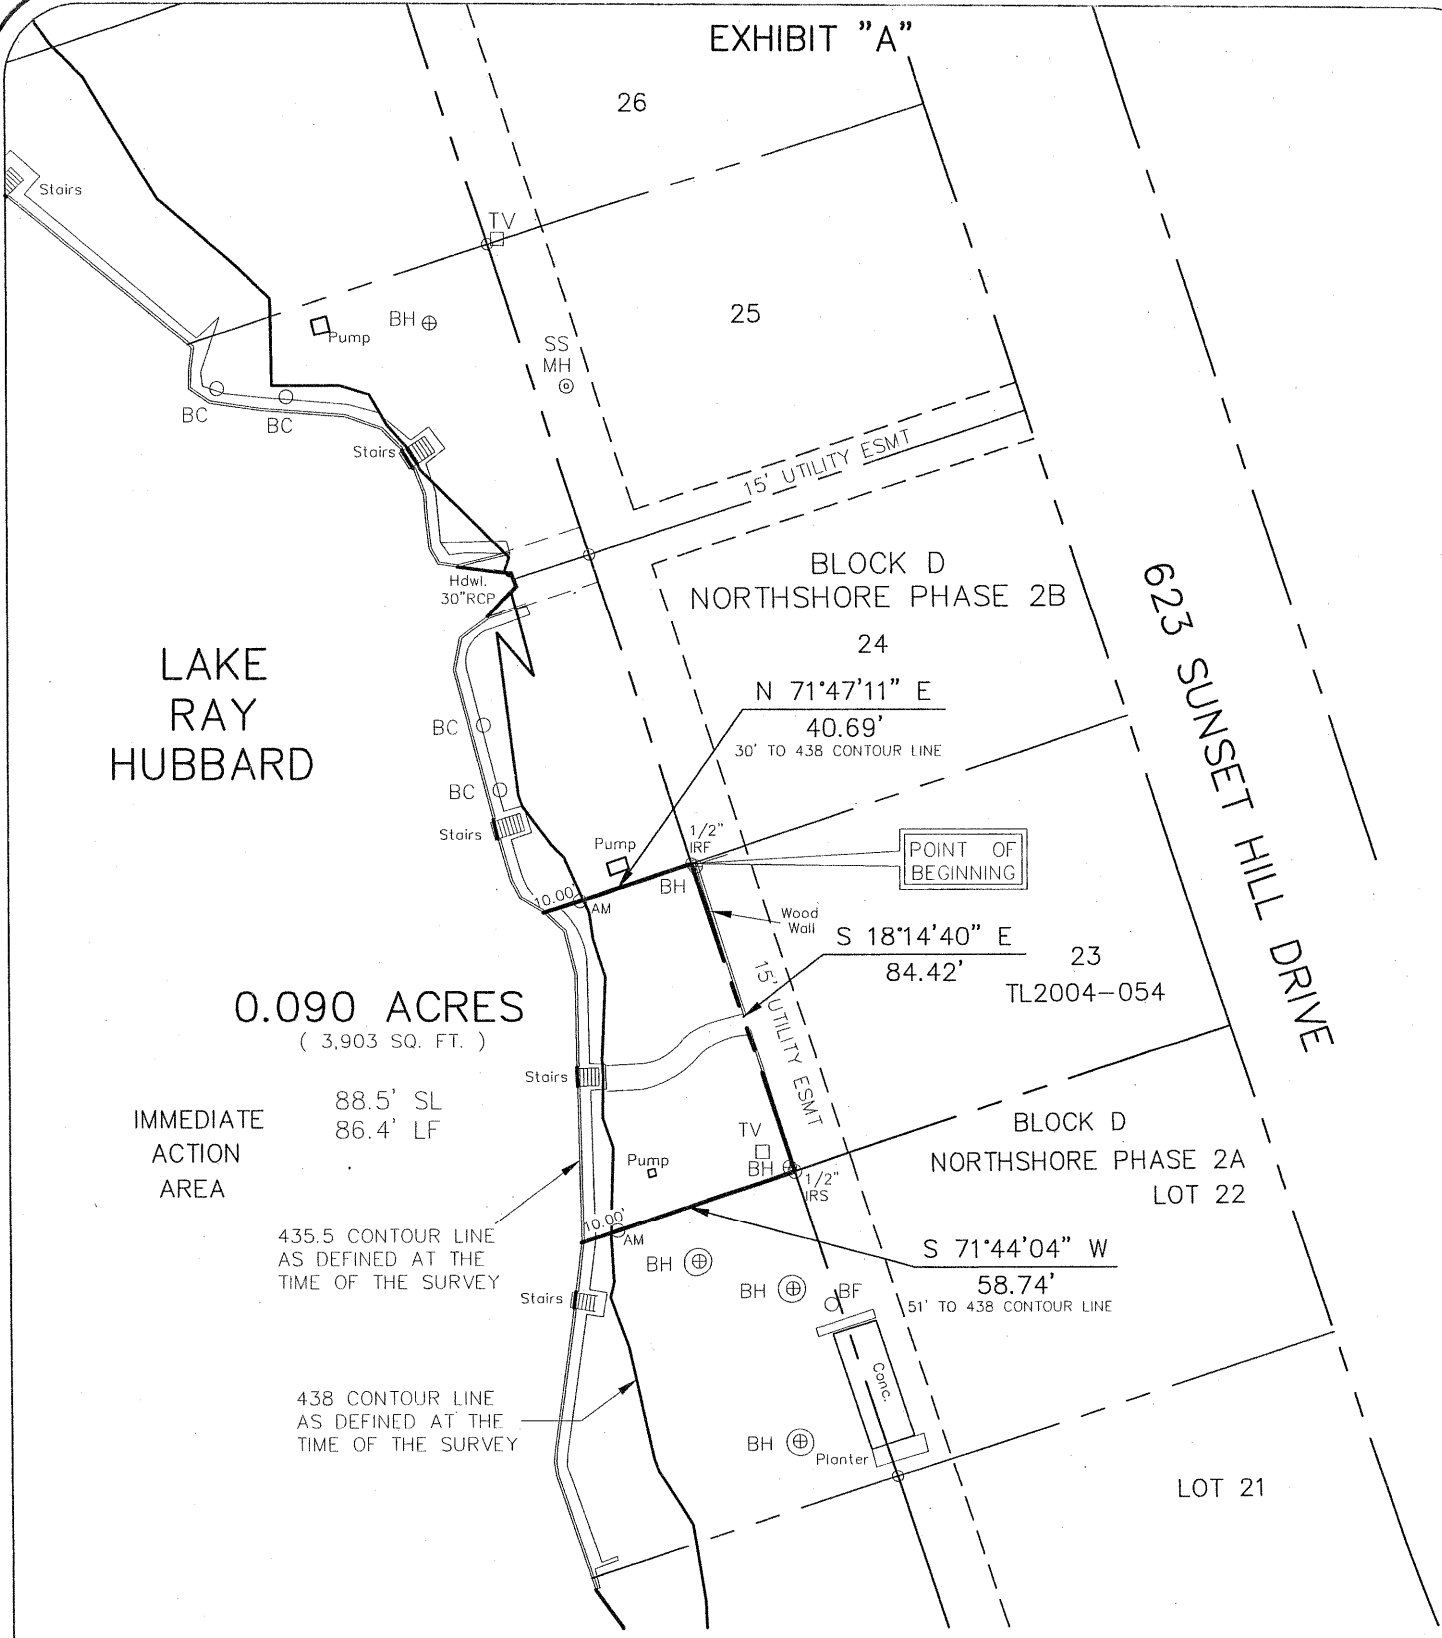 EXHIBIT "A"
26
Stairs
TV
25
BH
Pump
SS
MH
BC
BC
Stairs
15' UTILITY ESMT
BLOCK D
NORTHSHORE PHASE 2B
24
Hdwl.
30"RCP
623 SUNSET HILL DRIVE
LAKE
RAY
HUBBARD
N 71°47'11" E
40.69'
30' TO 438 CONTOUR LINE
BC
BC
Stairs
Pump
1/2"
IRF
BH
POINT OF
BEGINNING
10.00'
AM
Wood
Wall
S 18°14'40" E
84.42'
23
TL2004-054
15' UTILITY ESMT
0.090 ACRES
( 3,903 SQ. FT. )
Stairs
88.5' SL
86.4' LF
IMMEDIATE
ACTION
AREA
TV
BH
Pump
1/2"
IRS
BLOCK D
NORTHSHORE PHASE 2A
LOT 22
10.00'
AM
435.5 CONTOUR LINE
AS DEFINED AT THE
TIME OF THE SURVEY
BH
BH
BF
S 71°44'04" W
58.74'
51' TO 438 CONTOUR LINE
Stairs
Conc.
438 CONTOUR LINE
AS DEFINED AT THE
TIME OF THE SURVEY
BH
Planter
LOT 21